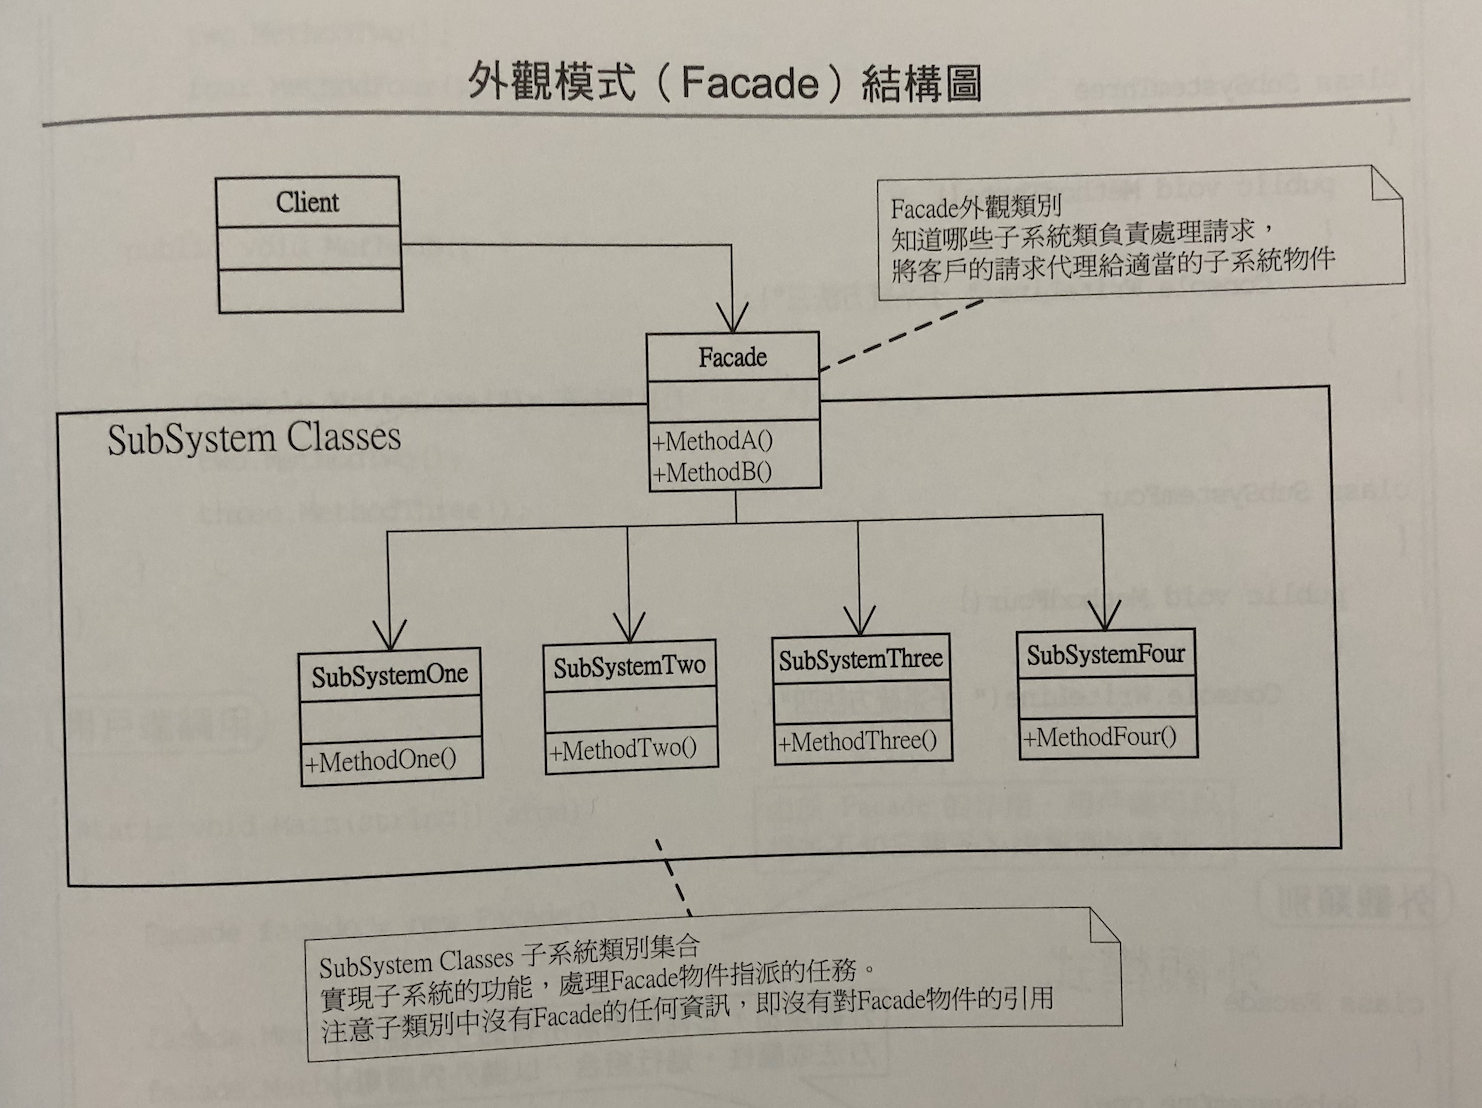 外觀模式（Facade）結構圖
Client
Facade外觀類別
知道哪些子系統類負責處理請求，
將客戶的請求代理給適當的子系統物件
Facade
+MethodA()
+MethodB()
SubSystem Classes
SubSystemOne
+MethodOne()
SubSystemTwo
+MethodTwo()
SubSystemThree
+MethodThree()
SubSystemFour
+MethodFour()
SubSystem Classes 子系統類別集合
實現子系統的功能，處理Facade物件指派的任務。
注意子類別中沒有Facade的任何資訊，即沒有對Facade物件的引用